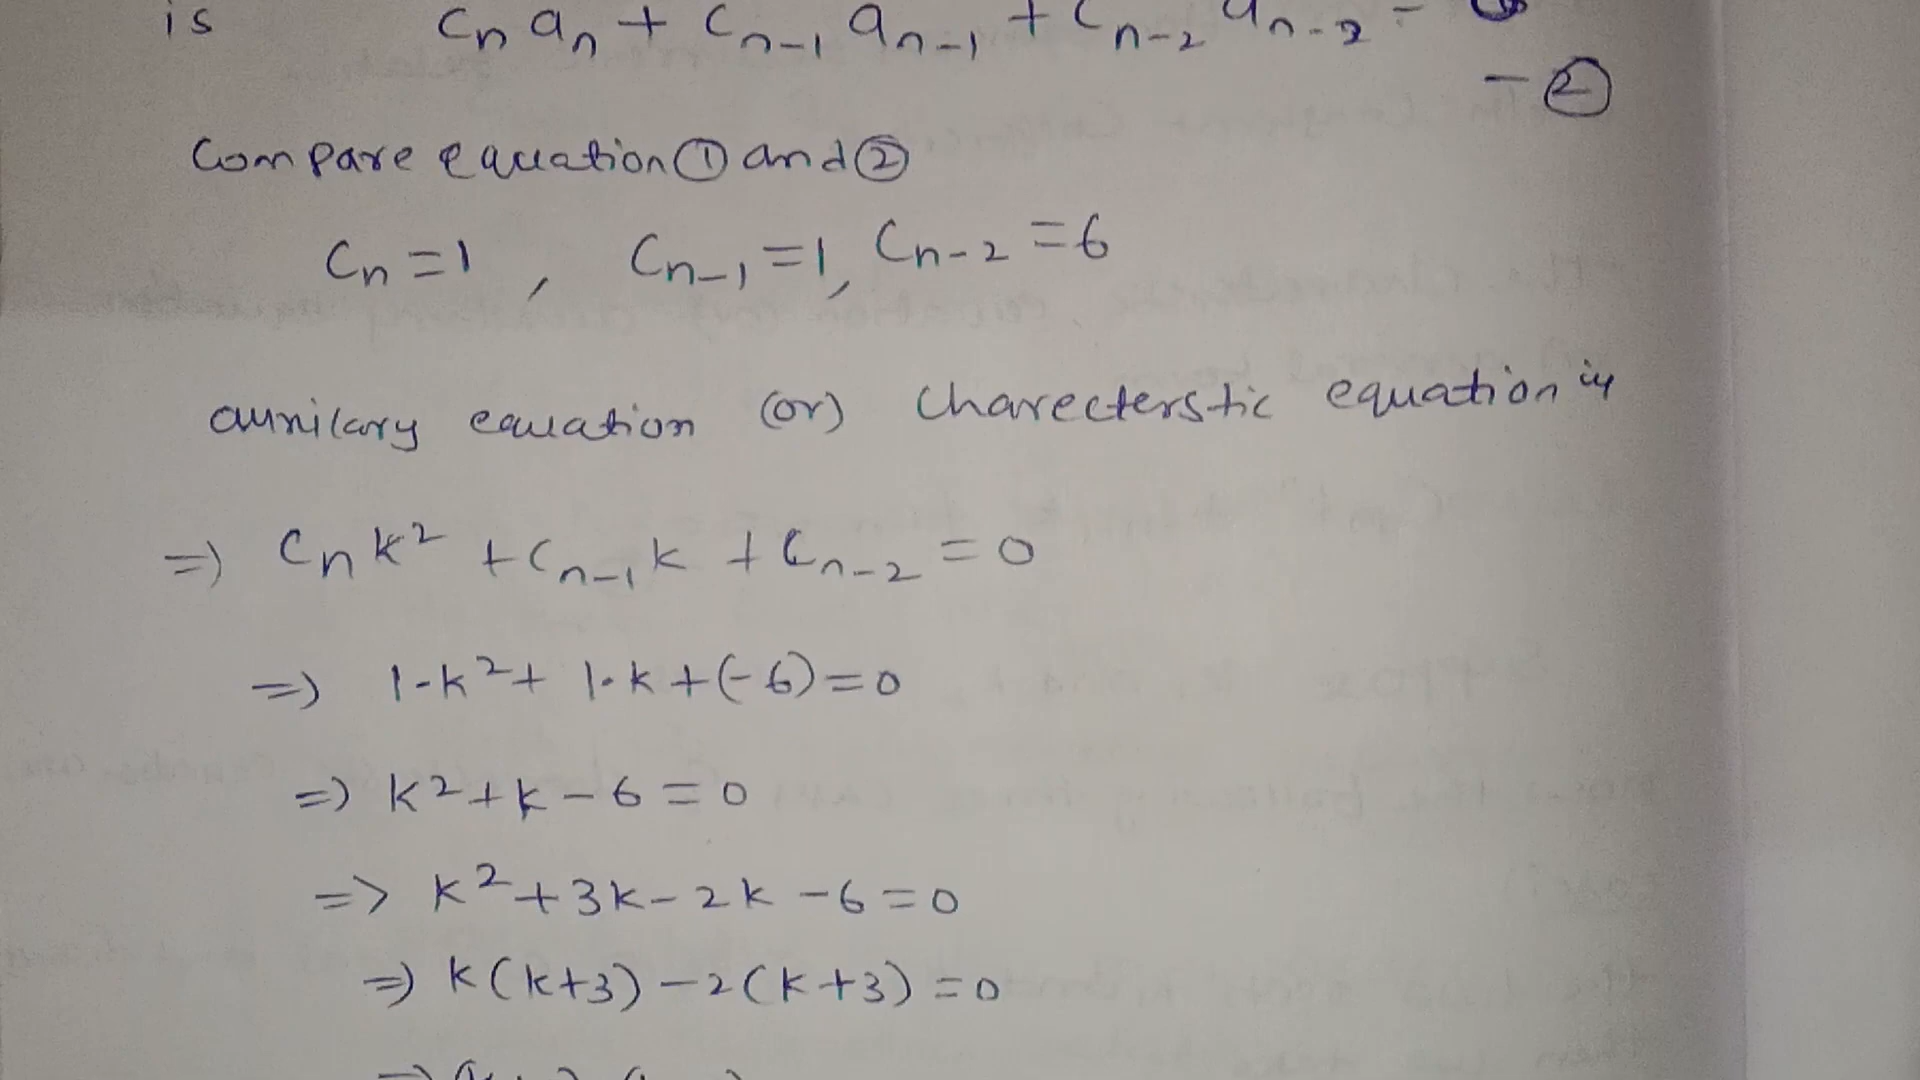 is Cn an + Cn-1 an-1 + Cn-2 an-2 = 0
- ②
Compare equation ① and ②
Cn = 1 , Cn-1 = 1, Cn-2 = 6
auxilary equation (or) charecterstic equation is
=> Cn k² + Cn-1 k + Cn-2 = 0
=> 1·k² + 1·k + (-6) = 0
=> k² + k - 6 = 0
=> k² + 3k - 2k - 6 = 0
=> k(k+3) - 2(k+3) = 0